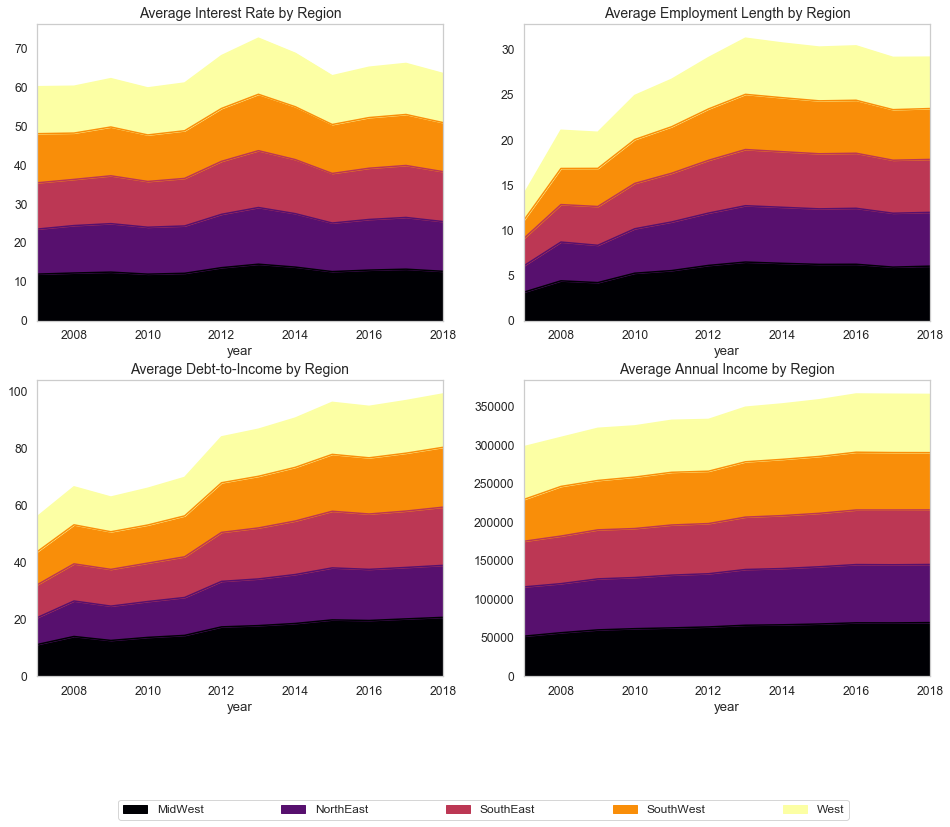 Average Interest Rate by Region
70
60
50
40
30
20
10
0
2008 2010 2012 2014 2016 2018
year
Average Employment Length by Region
30
25
20
15
10
5
0
2008 2010 2012 2014 2016 2018
year
Average Debt-to-Income by Region
100
80
60
40
20
0
2008 2010 2012 2014 2016 2018
year
Average Annual Income by Region
350000
300000
250000
200000
150000
100000
50000
0
2008 2010 2012 2014 2016 2018
year
MidWest NorthEast SouthEast SouthWest West